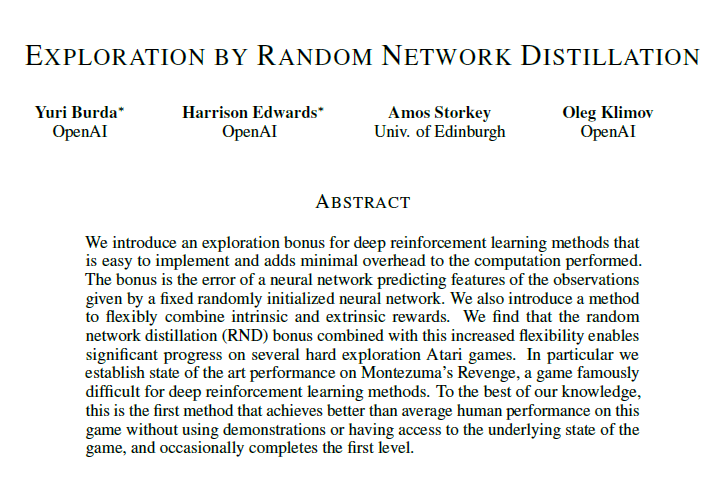 EXPLORATION BY RANDOM NETWORK DISTILLATION
Yuri Burda* Harrison Edwards* Amos Storkey Oleg Klimov
OpenAI OpenAI Univ. of Edinburgh OpenAI
ABSTRACT
We introduce an exploration bonus for deep reinforcement learning methods that
is easy to implement and adds minimal overhead to the computation performed.
The bonus is the error of a neural network predicting features of the observations
given by a fixed randomly initialized neural network. We also introduce a method
to flexibly combine intrinsic and extrinsic rewards. We find that the random
network distillation (RND) bonus combined with this increased flexibility enables
significant progress on several hard exploration Atari games. In particular we
establish state of the art performance on Montezuma's Revenge, a game famously
difficult for deep reinforcement learning methods. To the best of our knowledge,
this is the first method that achieves better than average human performance on this
game without using demonstrations or having access to the underlying state of the
game, and occasionally completes the first level.